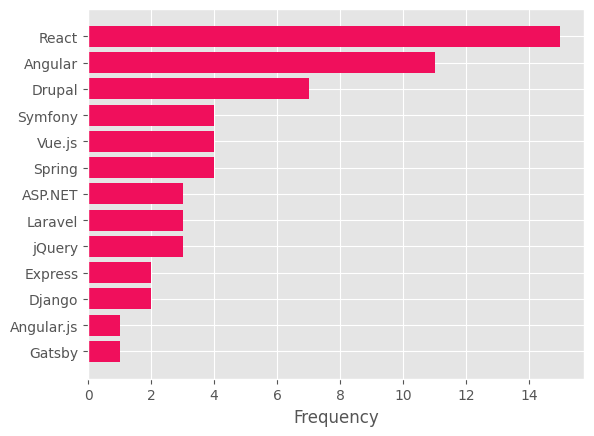 React
Angular
Drupal
Symfony
Vue.js
Spring
ASP.NET
Laravel
jQuery
Express
Django
Angular.js
Gatsby
0 2 4 6 8 10 12 14
Frequency